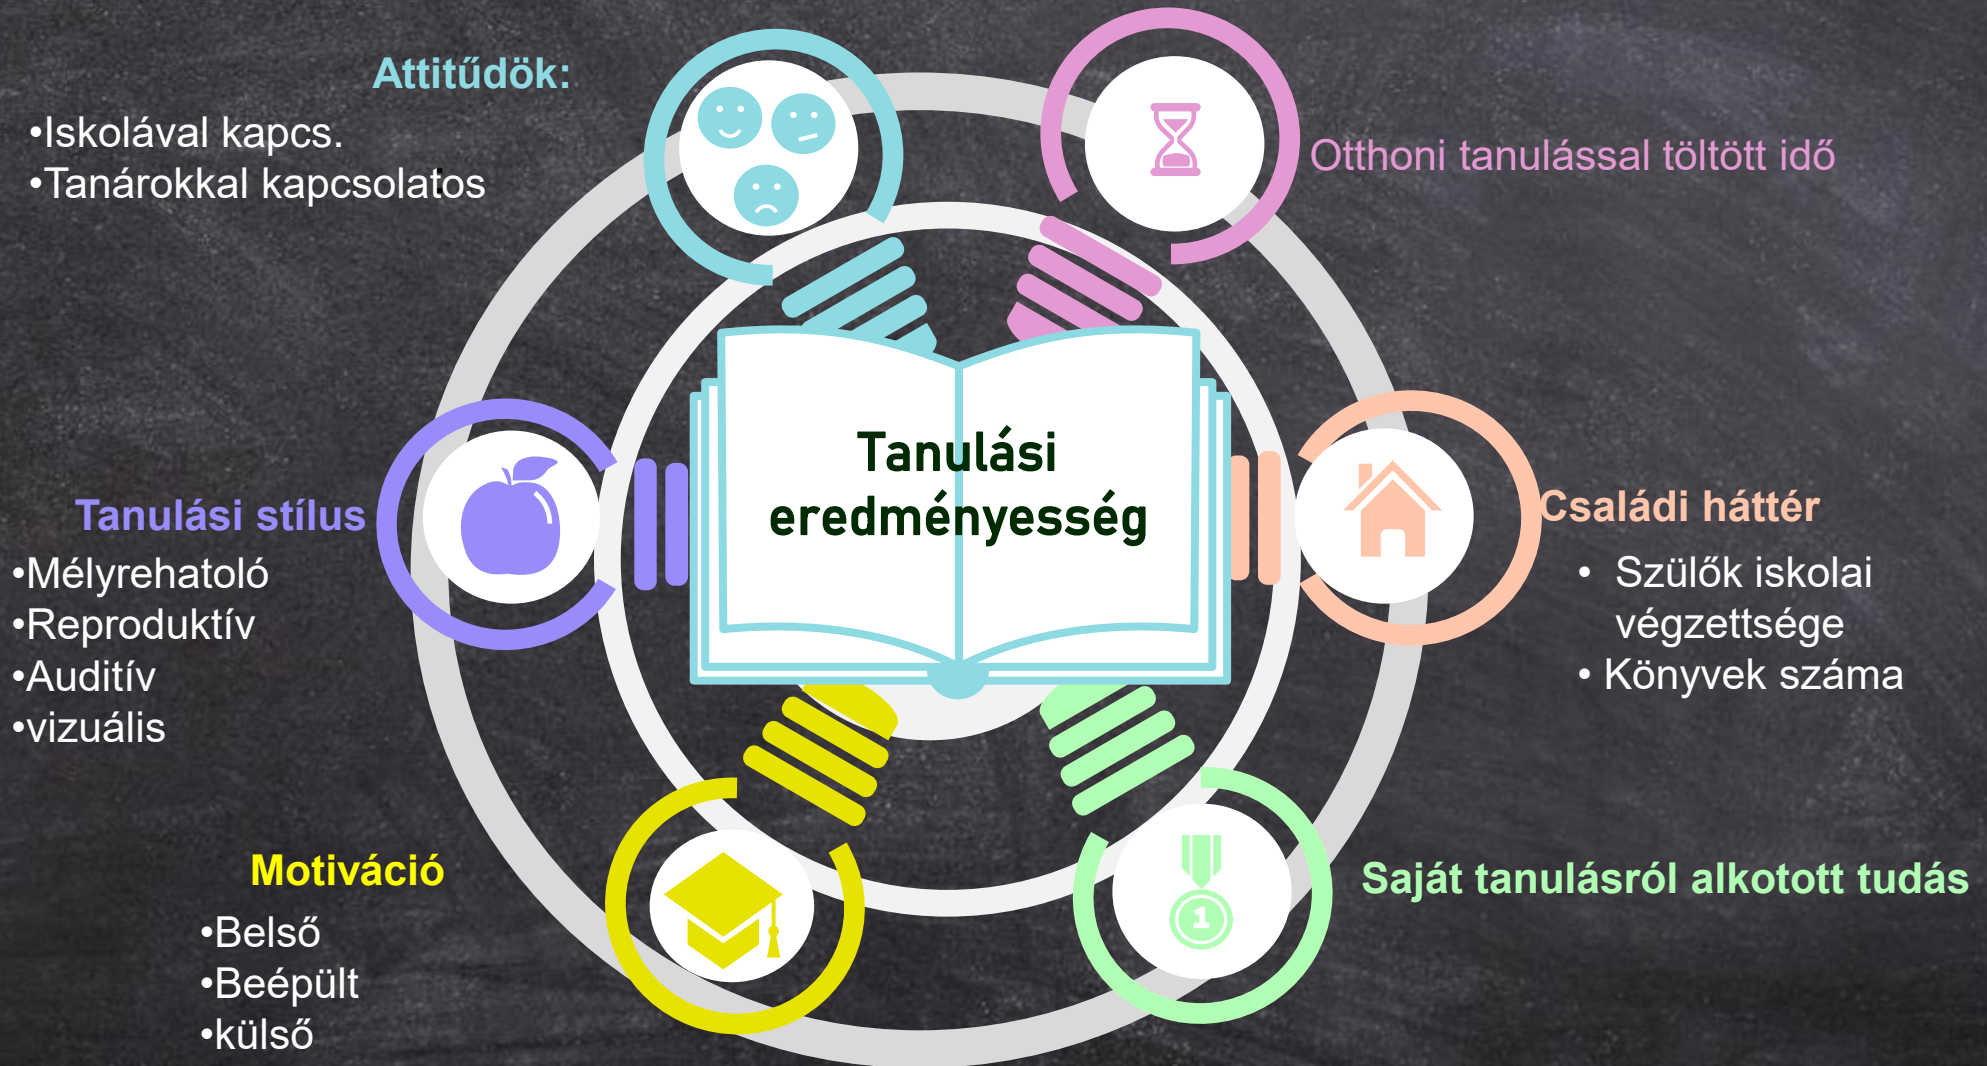 Attitűdök:
•Iskolával kapcs.
•Tanárokkal kapcsolatos
Otthoni tanulással töltött idő
Tanulási
eredményesség
Tanulási stílus
•Mélyrehatoló
•Reproduktív
•Auditív
•vizuális
Családi háttér
• Szülők iskolai
végzettsége
• Könyvek száma
Motiváció
•Belső
•Beépült
•külső
Saját tanulásról alkotott tudás
1